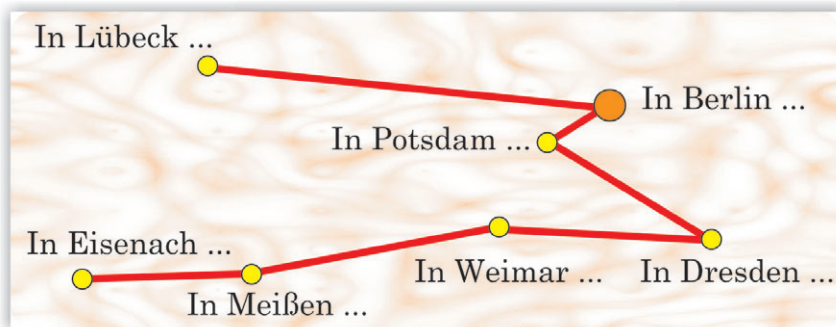 In Lübeck ...
In Berlin ...
In Potsdam ...
In Eisenach ...
In Weimar ...
In Dresden ...
In Meißen ...